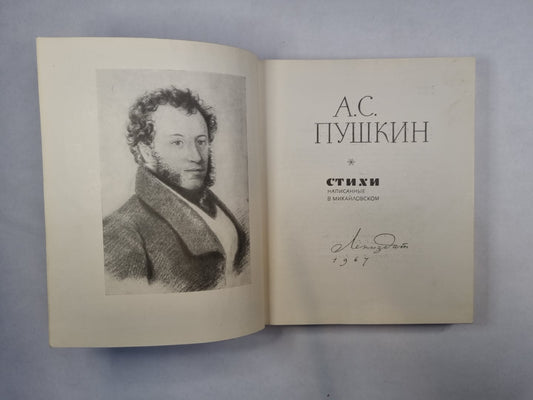 А.С.
ПУШКИН
*
СТИХИ
НАПИСАННЫЕ
В МИХАЙЛОВСКОМ
Лениздат
1967